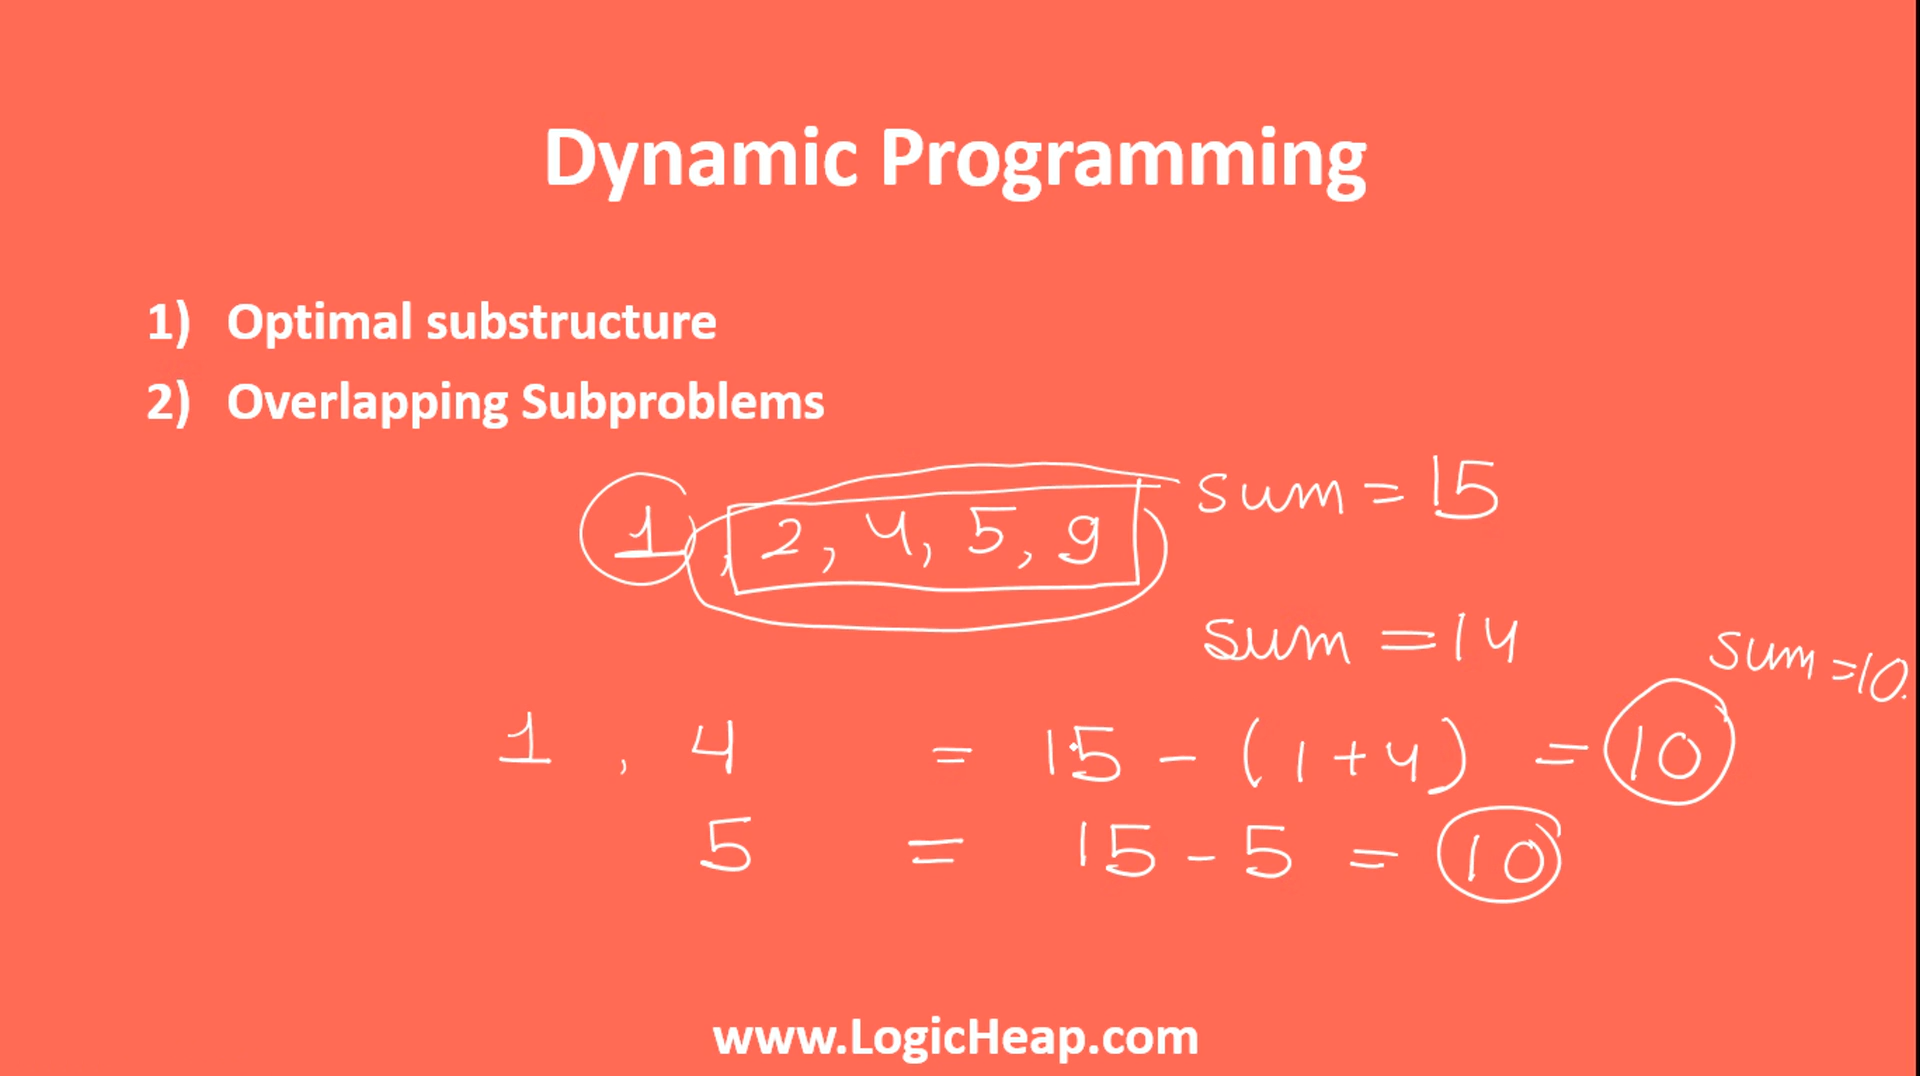 Dynamic Programming
1) Optimal substructure
2) Overlapping Subproblems
1, 2, 4, 5, 9 sum = 15
sum = 14
sum = 10.
1 , 4 = 15 - (1+4) = 10
5 = 15 - 5 = 10
www.LogicHeap.com